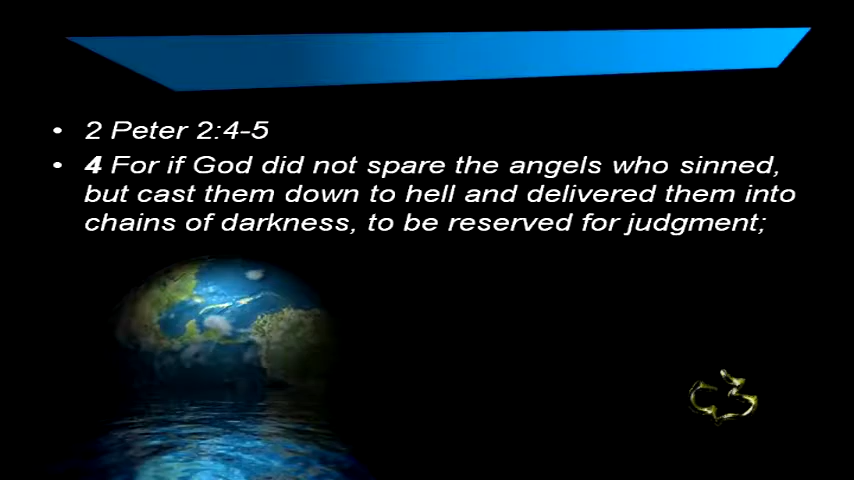 • 2 Peter 2:4-5
• 4 For if God did not spare the angels who sinned,
but cast them down to hell and delivered them into
chains of darkness, to be reserved for judgment;